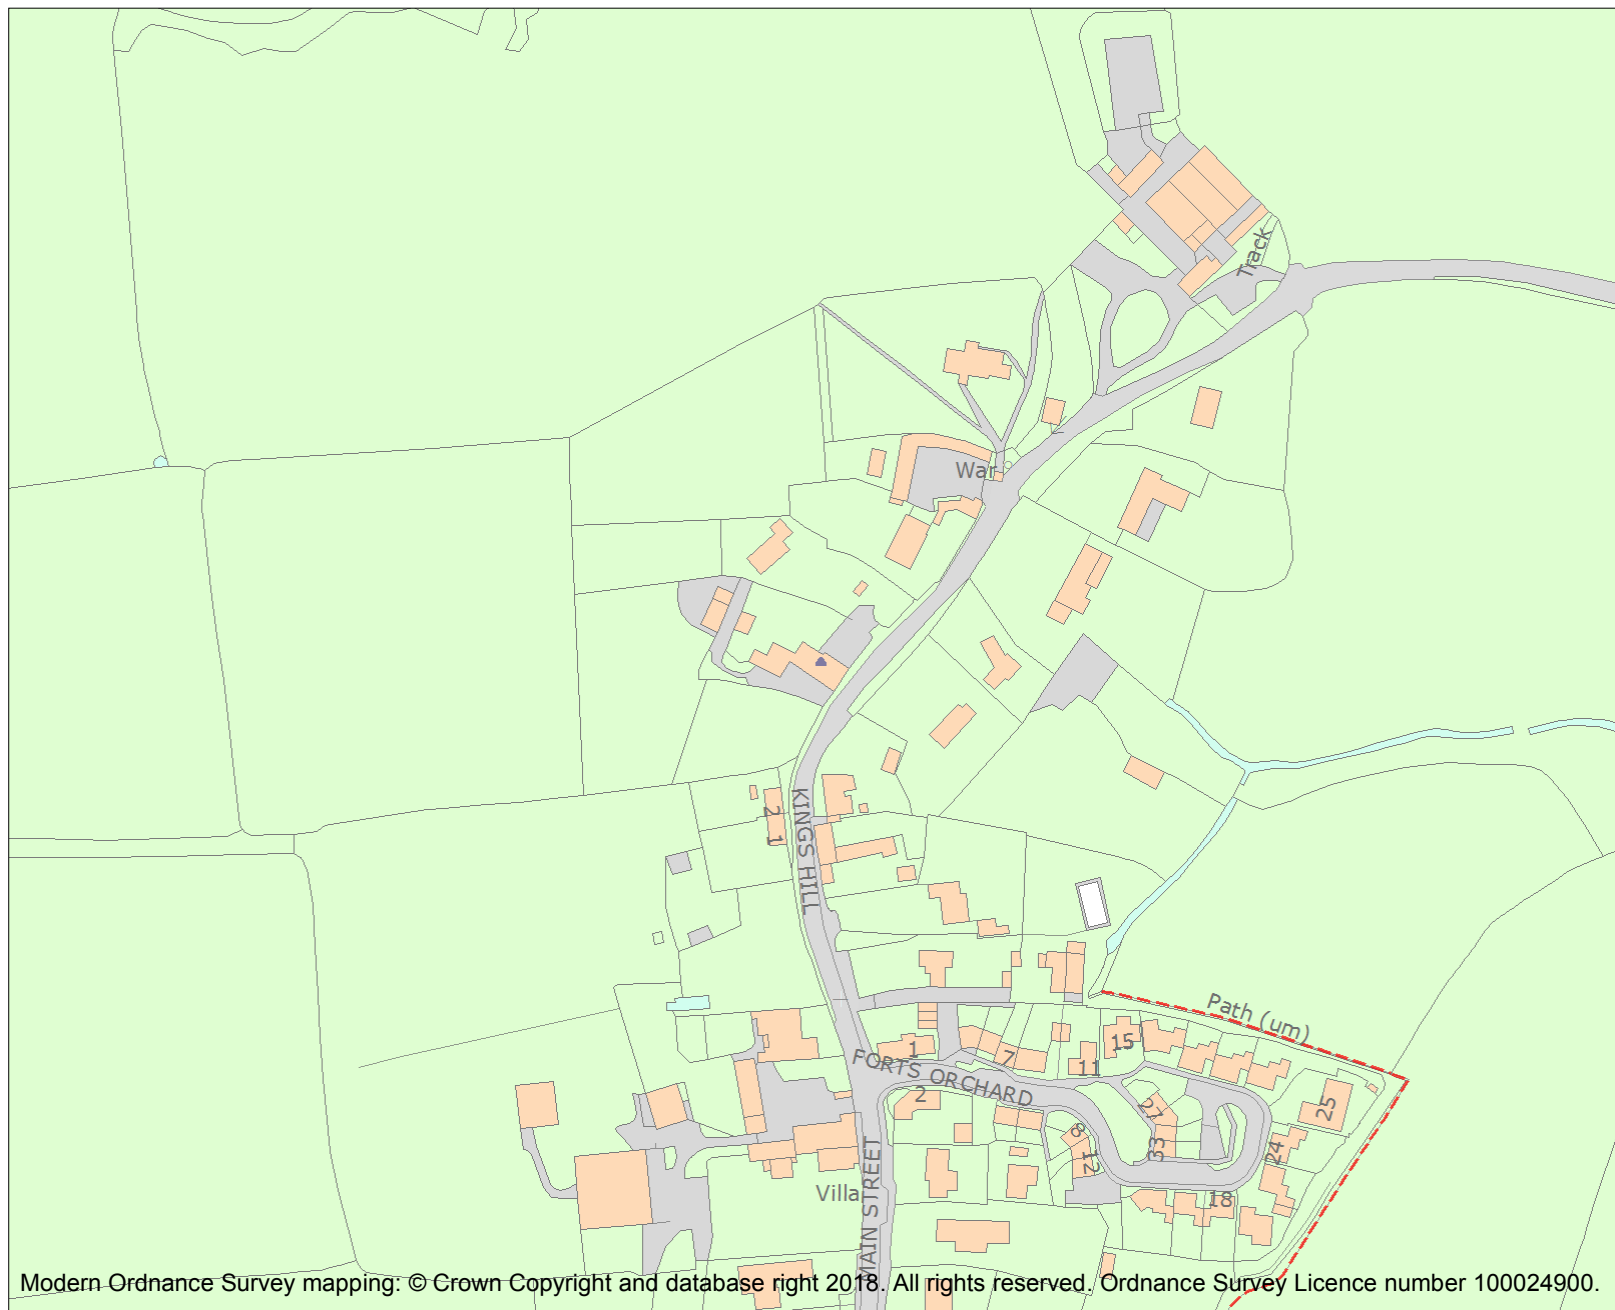 Track
War
KINGS HILL
2
1
Path (um)
1
7
15
11
FORTS ORCHARD
2
27
25
8
12
33
24
18
Villa
MAIN STREET
Modern Ordnance Survey mapping: © Crown Copyright and database right 2018. All rights reserved. Ordnance Survey Licence number 100024900.